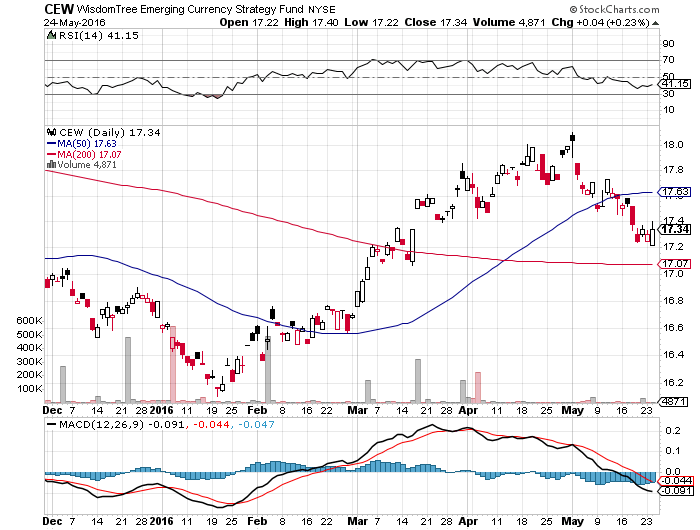 CEW WisdomTree Emerging Currency Strategy Fund NYSE © StockCharts.com
24-May-2016 Open 17.22 High 17.40 Low 17.22 Close 17.34 Volume 4,871 Chg +0.04 (+0.23%)
RSI(14) 41.15
90
70
50
41.15
30
10
CEW (Daily) 17.34
MA(50) 17.63
MA(200) 17.07
Volume 4,871
18.0
17.8
17.63
17.6
17.4
17.34
17.2
17.07
17.0
16.8
16.6
16.4
16.2
600K
500K
400K
300K
200K
100K
4871
Dec 7 14 21 28 2016 11 19 25 Feb 8 16 22 Mar 7 14 21 28 Apr 11 18 25 May 9 16 23
MACD(12,26,9) -0.091, -0.044, -0.047
0.2
0.1
0.0
-0.044
-0.091
Dec 7 14 21 28 2016 11 19 25 Feb 8 16 22 Mar 7 14 21 28 Apr 11 18 25 May 9 16 23